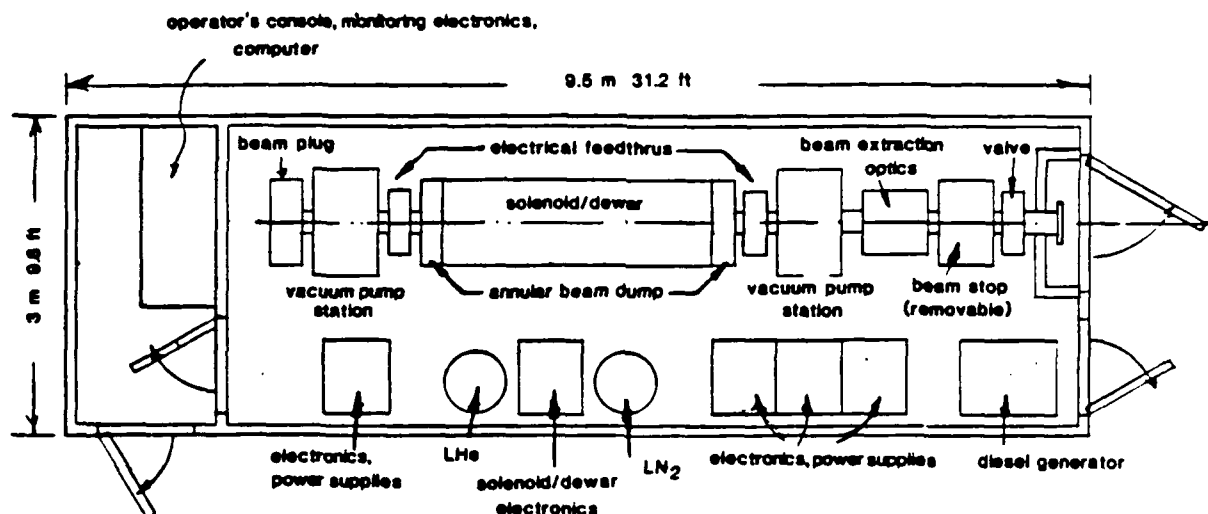 operator's console, monitoring electronics,
computer
9.5 m 31.2 ft
3 m 9.8 ft
beam plug
electrical feedthrus
beam extraction
optics
valve
solenoid/dewar
vacuum pump
station
annular beam dump
vacuum pump
station
beam stop
(removable)
electronics,
power supplies
LHe
solenoid/dewar
electronics
LN2
electronics, power supplies
diesel generator